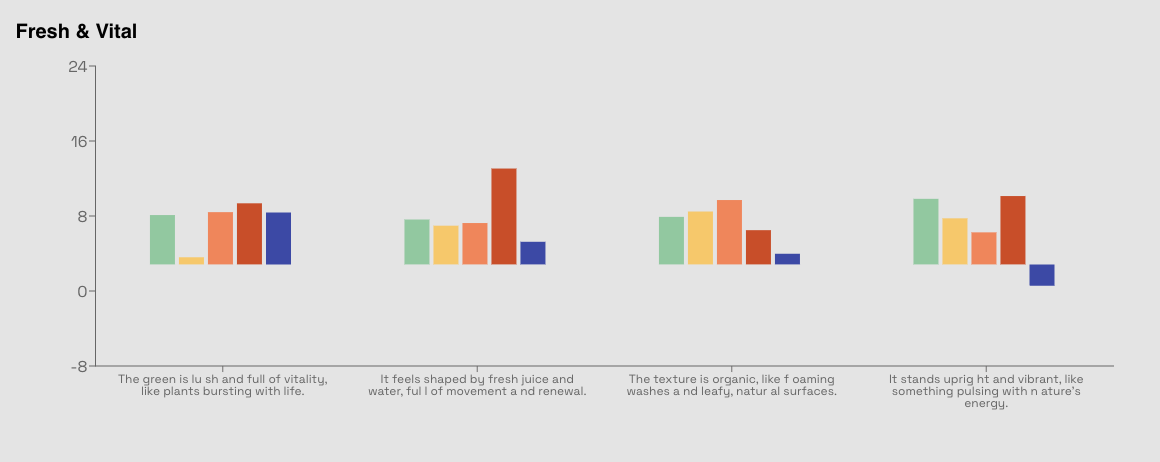 Fresh & Vital
24
16
8
0
-8
The green is lu sh and full of vitality,
like plants bursting with life.
It feels shaped by fresh juice and
water, ful l of movement a nd renewal.
The texture is organic, like f oaming
washes a nd leafy, natur al surfaces.
It stands uprig ht and vibrant, like
something pulsing with n ature's
energy.